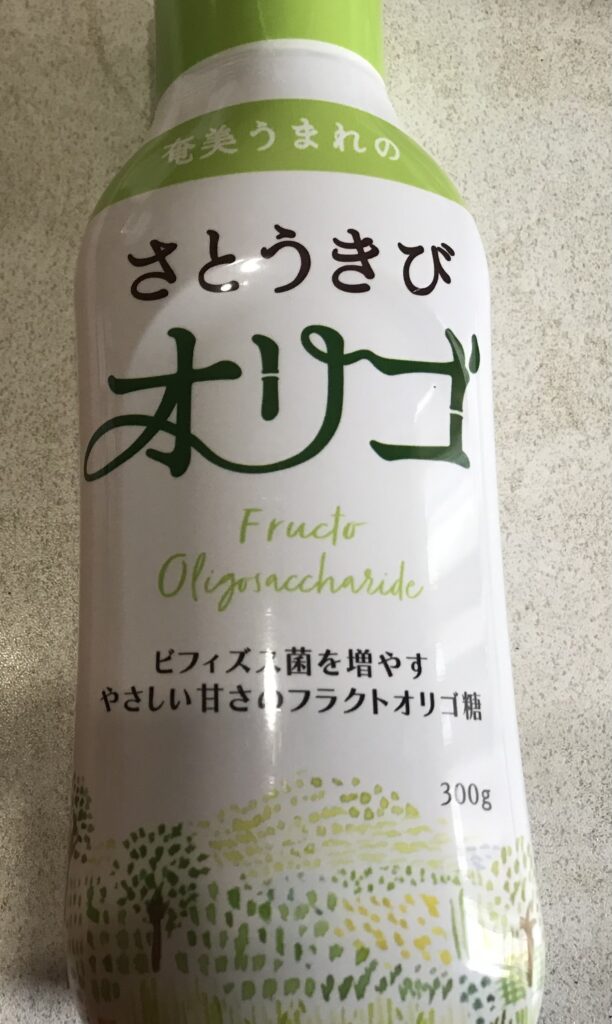 奄美うまれの
さとうきび
オリゴ
Fructo
Oligosaccharide
ビフィズス菌を増やす
やさしい甘さのフラクトオリゴ糖
300g